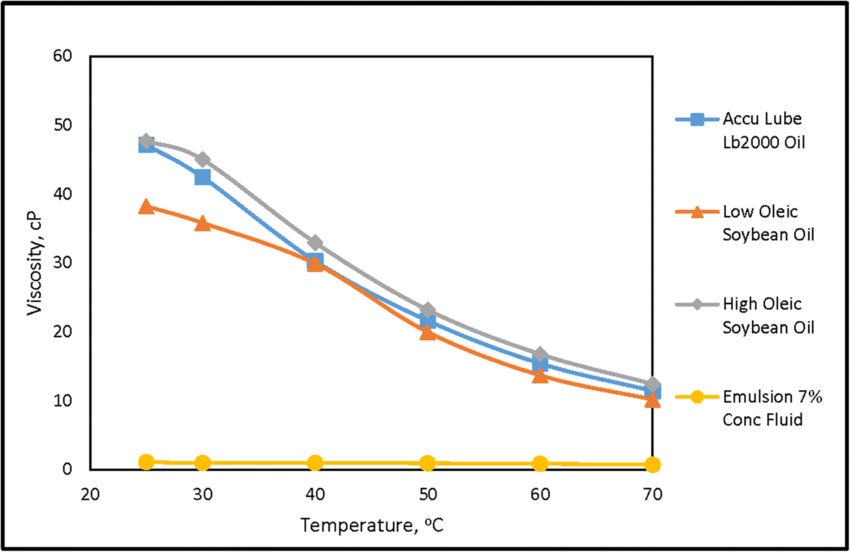 60
50
40
30
20
10
0
20 30 40 50 60 70
Viscosity, cP
Temperature, ºC
Accu Lube
Lb2000 Oil
Low Oleic
Soybean Oil
High Oleic
Soybean Oil
Emulsion 7%
Conc Fluid